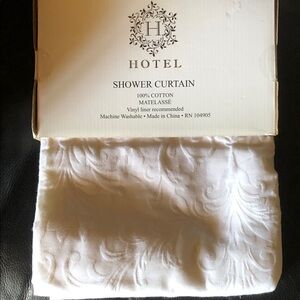 H
HOTEL
SHOWER CURTAIN
100% COTTON
MATELASSÉ
Vinyl liner recommended
Machine Washable • Made in China • RN 104905